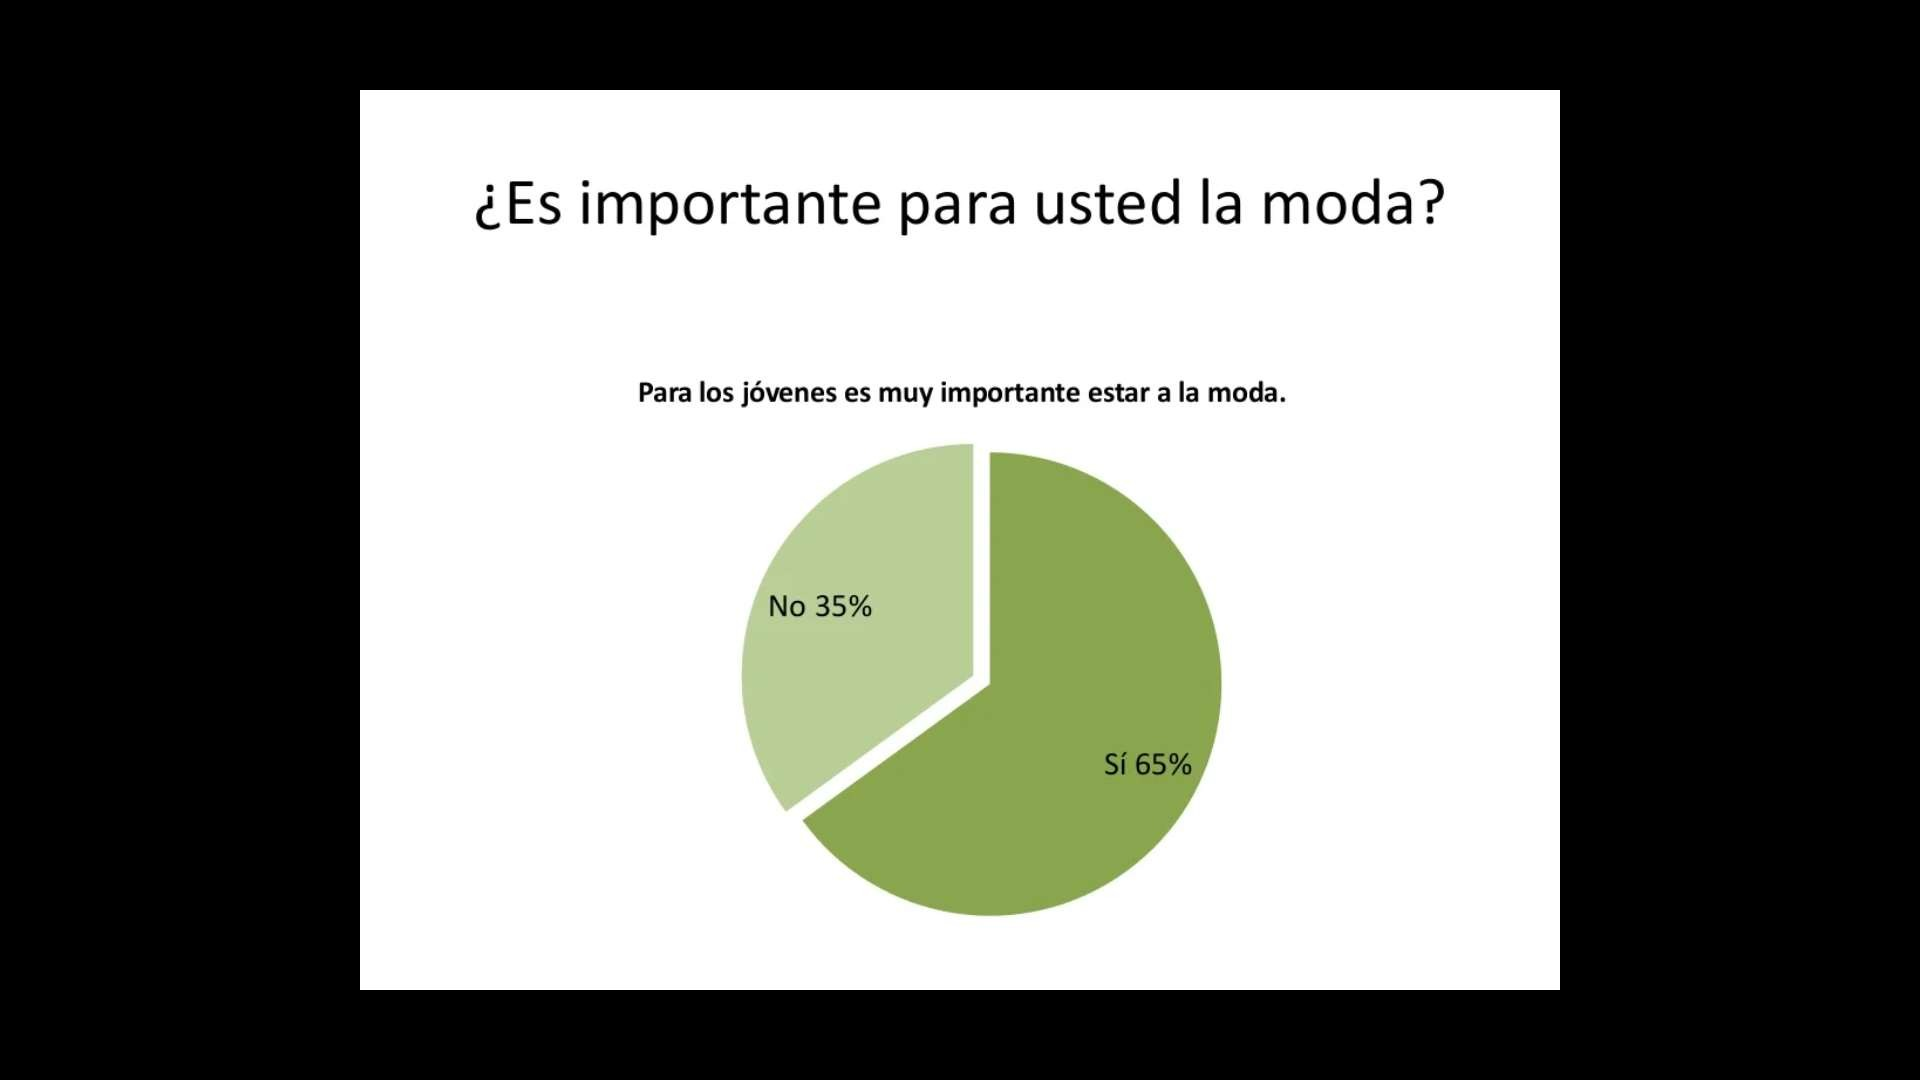 ¿Es importante para usted la moda?
Para los jóvenes es muy importante estar a la moda.
No 35%
Sí 65%